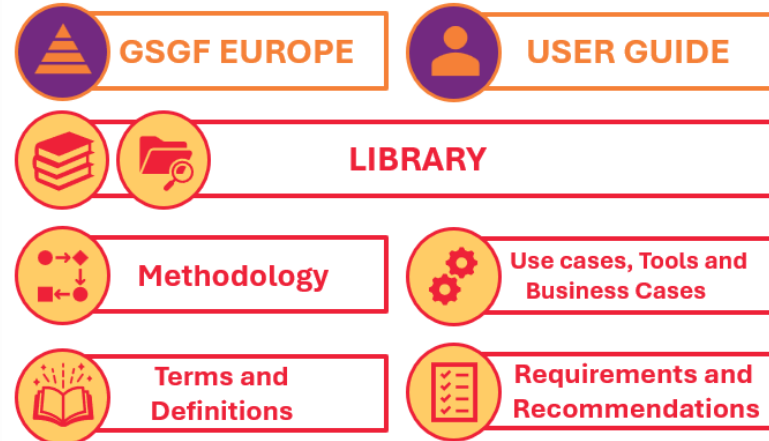 GSGF EUROPE
USER GUIDE
LIBRARY
Methodology
Use cases, Tools and
Business Cases
Terms and
Definitions
Requirements and
Recommendations